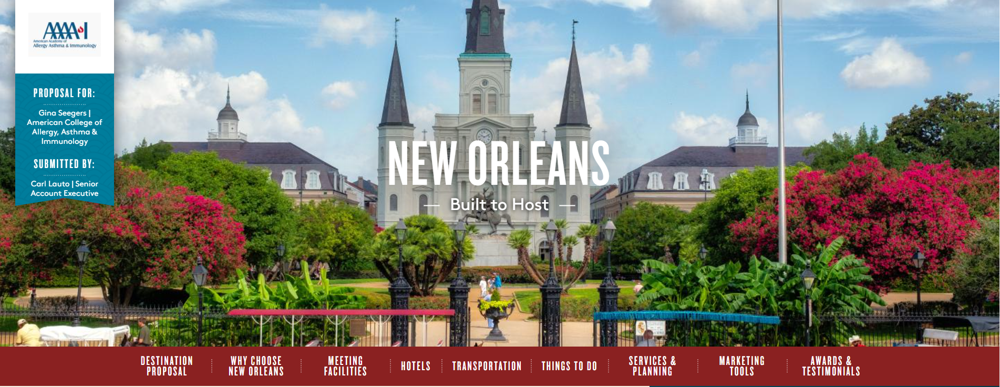 AAAAI
American Academy of
Allergy Asthma & Immunology
PROPOSAL FOR:
Gina Seegers |
American College of
Allergy, Asthma &
Immunology
SUBMITTED BY:
Carl Lauto | Senior
Account Executive
NEW ORLEANS
Built to Host
DESTINATION
PROPOSAL
WHY CHOOSE
NEW ORLEANS
MEETING
FACILITIES
HOTELS
TRANSPORTATION
THINGS TO DO
SERVICES &
PLANNING
MARKETING
TOOLS
AWARDS &
TESTIMONIALS